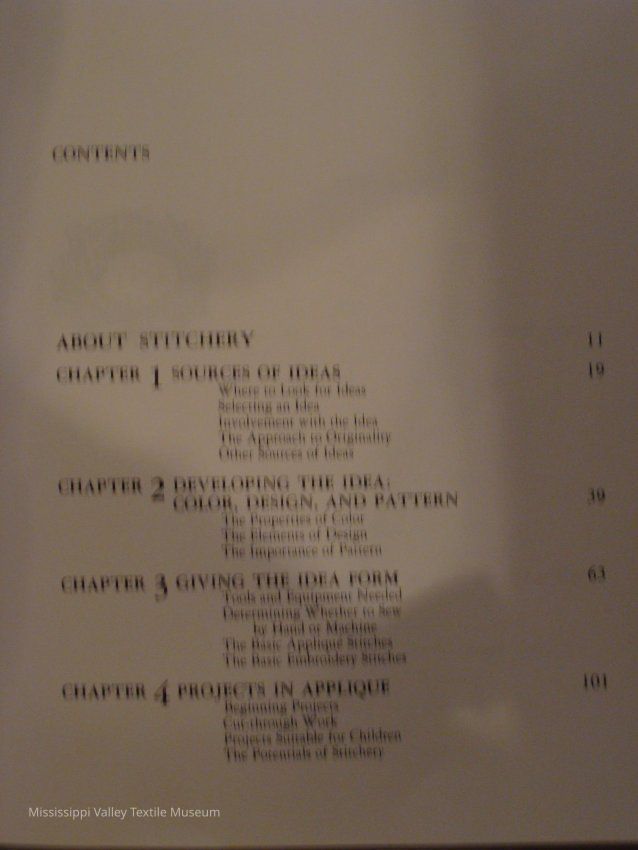 CONTENTS
ABOUT STITCHERY 11
CHAPTER 1 SOURCES OF IDEAS 19
Where to Look for Ideas
Selecting an Idea
Involvement with the Idea
The Approach to Originality
Other Sources of Ideas
CHAPTER 2 DEVELOPING THE IDEA:
COLOR, DESIGN, AND PATTERN 39
The Properties of Color
The Elements of Design
The Importance of Pattern
CHAPTER 3 GIVING THE IDEA FORM 63
Tools and Equipment Needed
Determining Whether to Sew
by Hand or Machine
The Basic Appliqué Stitches
The Basic Embroidery Stitches
CHAPTER 4 PROJECTS IN APPLIQUE 101
Beginning Projects
Cut-through Work
Projects Suitable for Children
The Potentials of Stitchery
Mississippi Valley Textile Museum